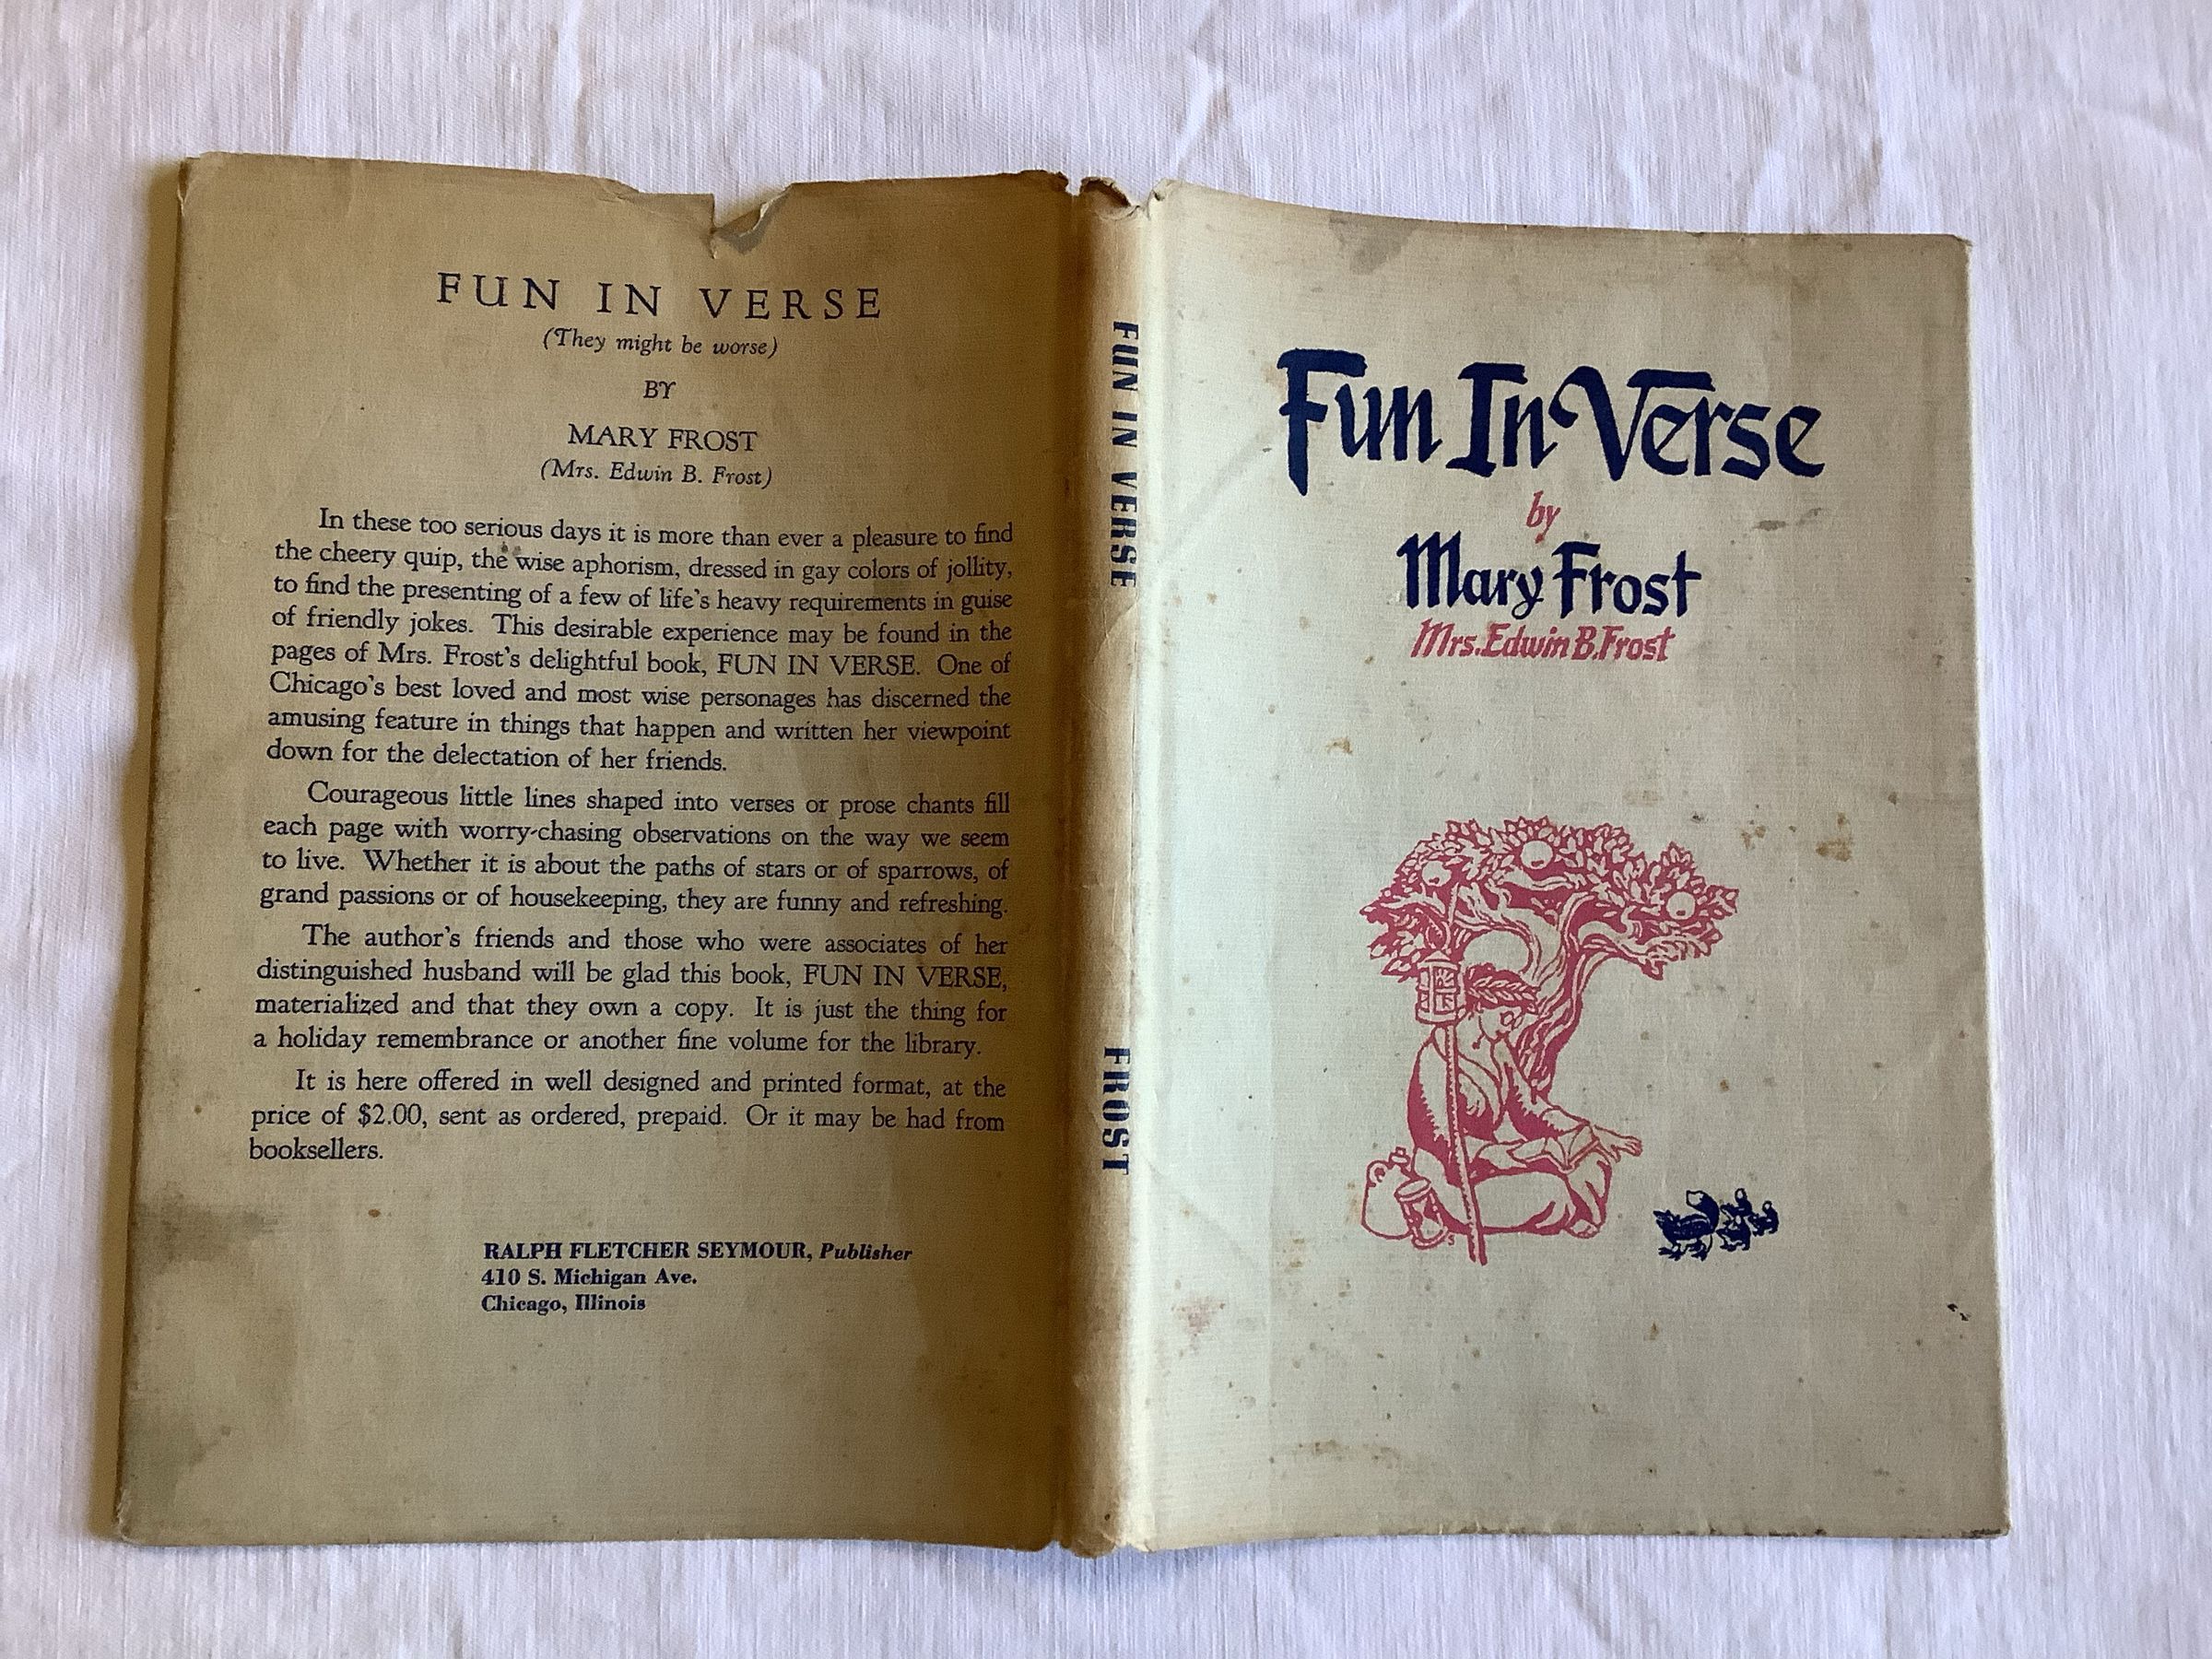 FUN IN VERSE
(They might be worse)
BY
MARY FROST
(Mrs. Edwin B. Frost)
In these too serious days it is more than ever a pleasure to find
the cheery quip, the wise aphorism, dressed in gay colors of jollity,
to find the presenting of a few of life's heavy requirements in guise
of friendly jokes. This desirable experience may be found in the
pages of Mrs. Frost's delightful book, FUN IN VERSE. One of
Chicago's best loved and most wise personages has discerned the
amusing feature in things that happen and written her viewpoint
down for the delectation of her friends.
Courageous little lines shaped into verses or prose chants fill
each page with worry-chasing observations on the way we seem
to live. Whether it is about the paths of stars or of sparrows, of
grand passions or of housekeeping, they are funny and refreshing.
The author's friends and those who were associates of her
distinguished husband will be glad this book, FUN IN VERSE,
materialized and that they own a copy. It is just the thing for
a holiday remembrance or another fine volume for the library.
It is here offered in well designed and printed format, at the
price of $2.00, sent as ordered, prepaid. Or it may be had from
booksellers.
RALPH FLETCHER SEYMOUR, Publisher
410 S. Michigan Ave.
Chicago, Illinois
FUN IN VERSE
FROST
Fun In Verse
by
Mary Frost
Mrs. Edwin B. Frost